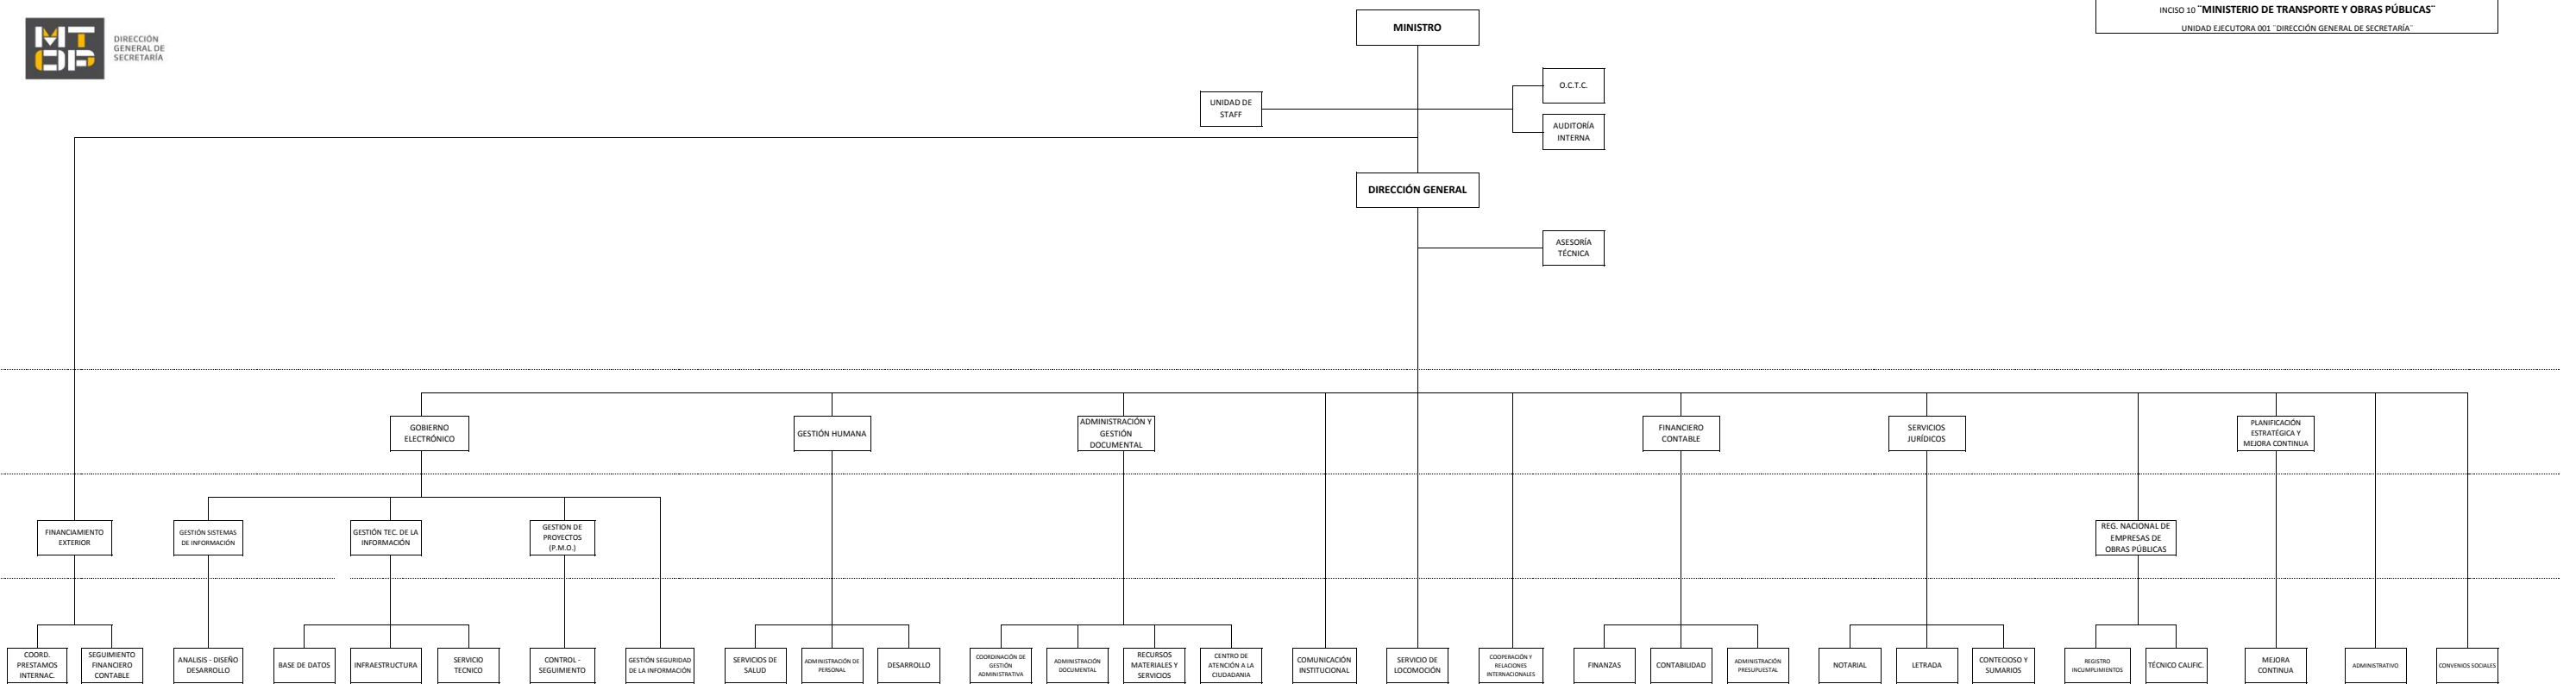 MT
OP
DIRECCIÓN
GENERAL DE
SECRETARÍA
INCISO 10 ¨MINISTERIO DE TRANSPORTE Y OBRAS PÚBLICAS¨
UNIDAD EJECUTORA 001 ¨DIRECCIÓN GENERAL DE SECRETARÍA¨
MINISTRO
UNIDAD DE
STAFF
O.C.T.C.
AUDITORÍA
INTERNA
DIRECCIÓN GENERAL
ASESORÍA
TÉCNICA
GOBIERNO
ELECTRÓNICO
GESTIÓN HUMANA
ADMINISTRACIÓN Y
GESTIÓN
DOCUMENTAL
FINANCIERO
CONTABLE
SERVICIOS
JURÍDICOS
PLANIFICACIÓN
ESTRATÉGICA Y
MEJORA CONTINUA
FINANCIAMIENTO
EXTERIOR
GESTIÓN SISTEMAS
DE INFORMACIÓN
GESTIÓN TEC. DE LA
INFORMACIÓN
GESTION DE
PROYECTOS
(P.M.O.)
REG. NACIONAL DE
EMPRESAS DE
OBRAS PÚBLICAS
COORD.
PRESTAMOS
INTERNAC.
SEGUIMIENTO
FINANCIERO
CONTABLE
ANALISIS - DISEÑO
DESARROLLO
BASE DE DATOS
INFRAESTRUCTURA
SERVICIO
TECNICO
CONTROL -
SEGUIMIENTO
GESTIÓN SEGURIDAD
DE LA INFORMACIÓN
SERVICIOS DE
SALUD
ADMINISTRACIÓN DE
PERSONAL
DESARROLLO
COORDINACIÓN DE
GESTIÓN
ADMINISTRATIVA
ADMINISTRACIÓN
DOCUMENTAL
RECURSOS
MATERIALES Y
SERVICIOS
CENTRO DE
ATENCIÓN A LA
CIUDADANIA
COMUNICACIÓN
INSTITUCIONAL
SERVICIO DE
LOCOMOCIÓN
COOPERACIÓN Y
RELACIONES
INTERNACIONALES
FINANZAS
CONTABILIDAD
ADMINISTRACIÓN
PRESUPUESTAL
NOTARIAL
LETRADA
CONTECIOSO Y
SUMARIOS
REGISTRO
INCUMPLIMIENTOS
TÉCNICO CALIFIC.
MEJORA
CONTINUA
ADMINISTRATIVO
CONVENIOS SOCIALES